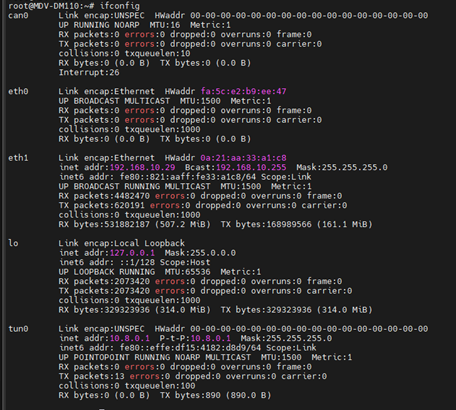 root@MDV-DM110:~# ifconfig
can0 Link encap:UNSPEC HWaddr 00-00-00-00-00-00-00-00-00-00-00-00-00-00-00-00
UP RUNNING NOARP MTU:16 Metric:1
RX packets:0 errors:0 dropped:0 overruns:0 frame:0
TX packets:0 errors:0 dropped:0 overruns:0 carrier:0
collisions:0 txqueuelen:10
RX bytes:0 (0.0 B) TX bytes:0 (0.0 B)
Interrupt:26
eth0 Link encap:Ethernet HWaddr fa:5c:e2:b9:ee:47
UP BROADCAST MULTICAST MTU:1500 Metric:1
RX packets:0 errors:0 dropped:0 overruns:0 frame:0
TX packets:0 errors:0 dropped:0 overruns:0 carrier:0
collisions:0 txqueuelen:1000
RX bytes:0 (0.0 B) TX bytes:0 (0.0 B)
eth1 Link encap:Ethernet HWaddr 0a:21:aa:33:a1:c8
inet addr:192.168.10.29 Bcast:192.168.10.255 Mask:255.255.255.0
inet6 addr: fe80::821:aaff:fe33:a1c8/64 Scope:Link
UP BROADCAST RUNNING MULTICAST MTU:1500 Metric:1
RX packets:4482470 errors:0 dropped:0 overruns:0 frame:0
TX packets:620191 errors:0 dropped:0 overruns:0 carrier:0
collisions:0 txqueuelen:1000
RX bytes:531882187 (507.2 MiB) TX bytes:168989566 (161.1 MiB)
lo Link encap:Local Loopback
inet addr:127.0.0.1 Mask:255.0.0.0
inet6 addr: ::1/128 Scope:Host
UP LOOPBACK RUNNING MTU:65536 Metric:1
RX packets:2073420 errors:0 dropped:0 overruns:0 frame:0
TX packets:2073420 errors:0 dropped:0 overruns:0 carrier:0
collisions:0 txqueuelen:1000
RX bytes:329323936 (314.0 MiB) TX bytes:329323936 (314.0 MiB)
tun0 Link encap:UNSPEC HWaddr 00-00-00-00-00-00-00-00-00-00-00-00-00-00-00-00
inet addr:10.8.0.1 P-t-P:10.8.0.1 Mask:255.255.255.0
inet6 addr: fe80::effe:df15:4182:d8d9/64 Scope:Link
UP POINTOPOINT RUNNING NOARP MULTICAST MTU:1500 Metric:1
RX packets:0 errors:0 dropped:0 overruns:0 frame:0
TX packets:13 errors:0 dropped:0 overruns:0 carrier:0
collisions:0 txqueuelen:100
RX bytes:0 (0.0 B) TX bytes:890 (890.0 B)